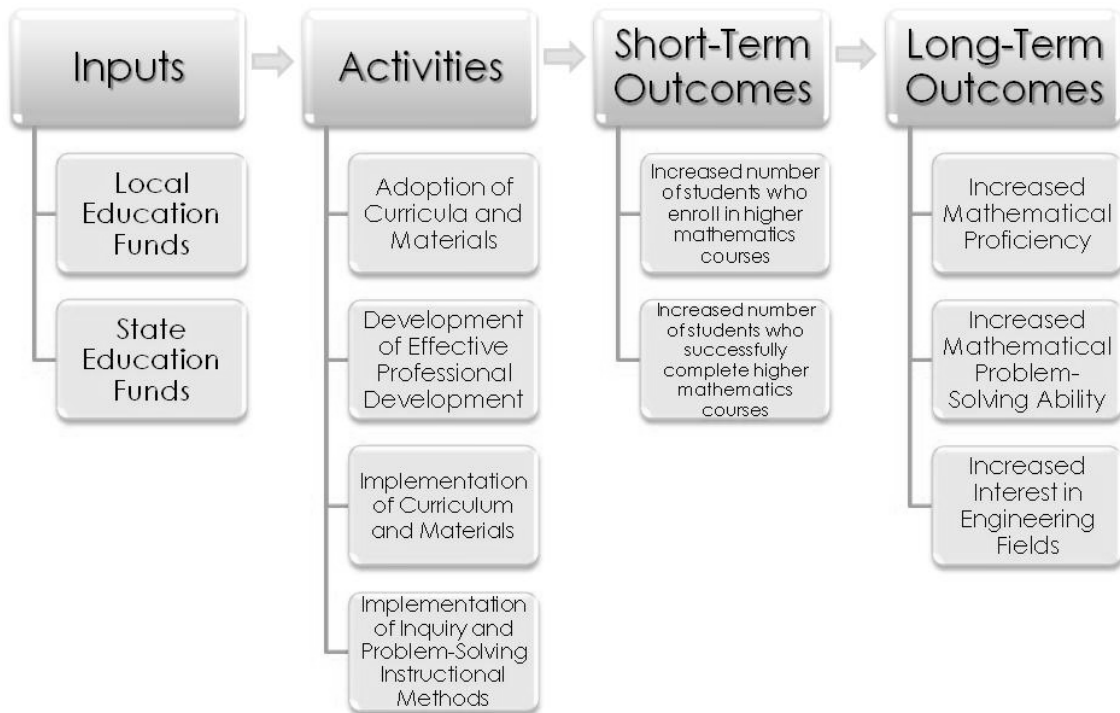 Inputs
Local
Education
Funds
State
Education
Funds
Activities
Adoption of
Curricula and
Materials
Development
of Effective
Professional
Development
Implementation
of Curriculum
and Materials
Implementation
of Inquiry and
Problem-Solving
Instructional
Methods
Short-Term
Outcomes
Increased number
of students who
enroll in higher
mathematics
courses
Increased number
of students who
successfully
complete higher
mathematics
courses
Long-Term
Outcomes
Increased
Mathematical
Proficiency
Increased
Mathematical
Problem-
Solving Ability
Increased
Interest in
Engineering
Fields